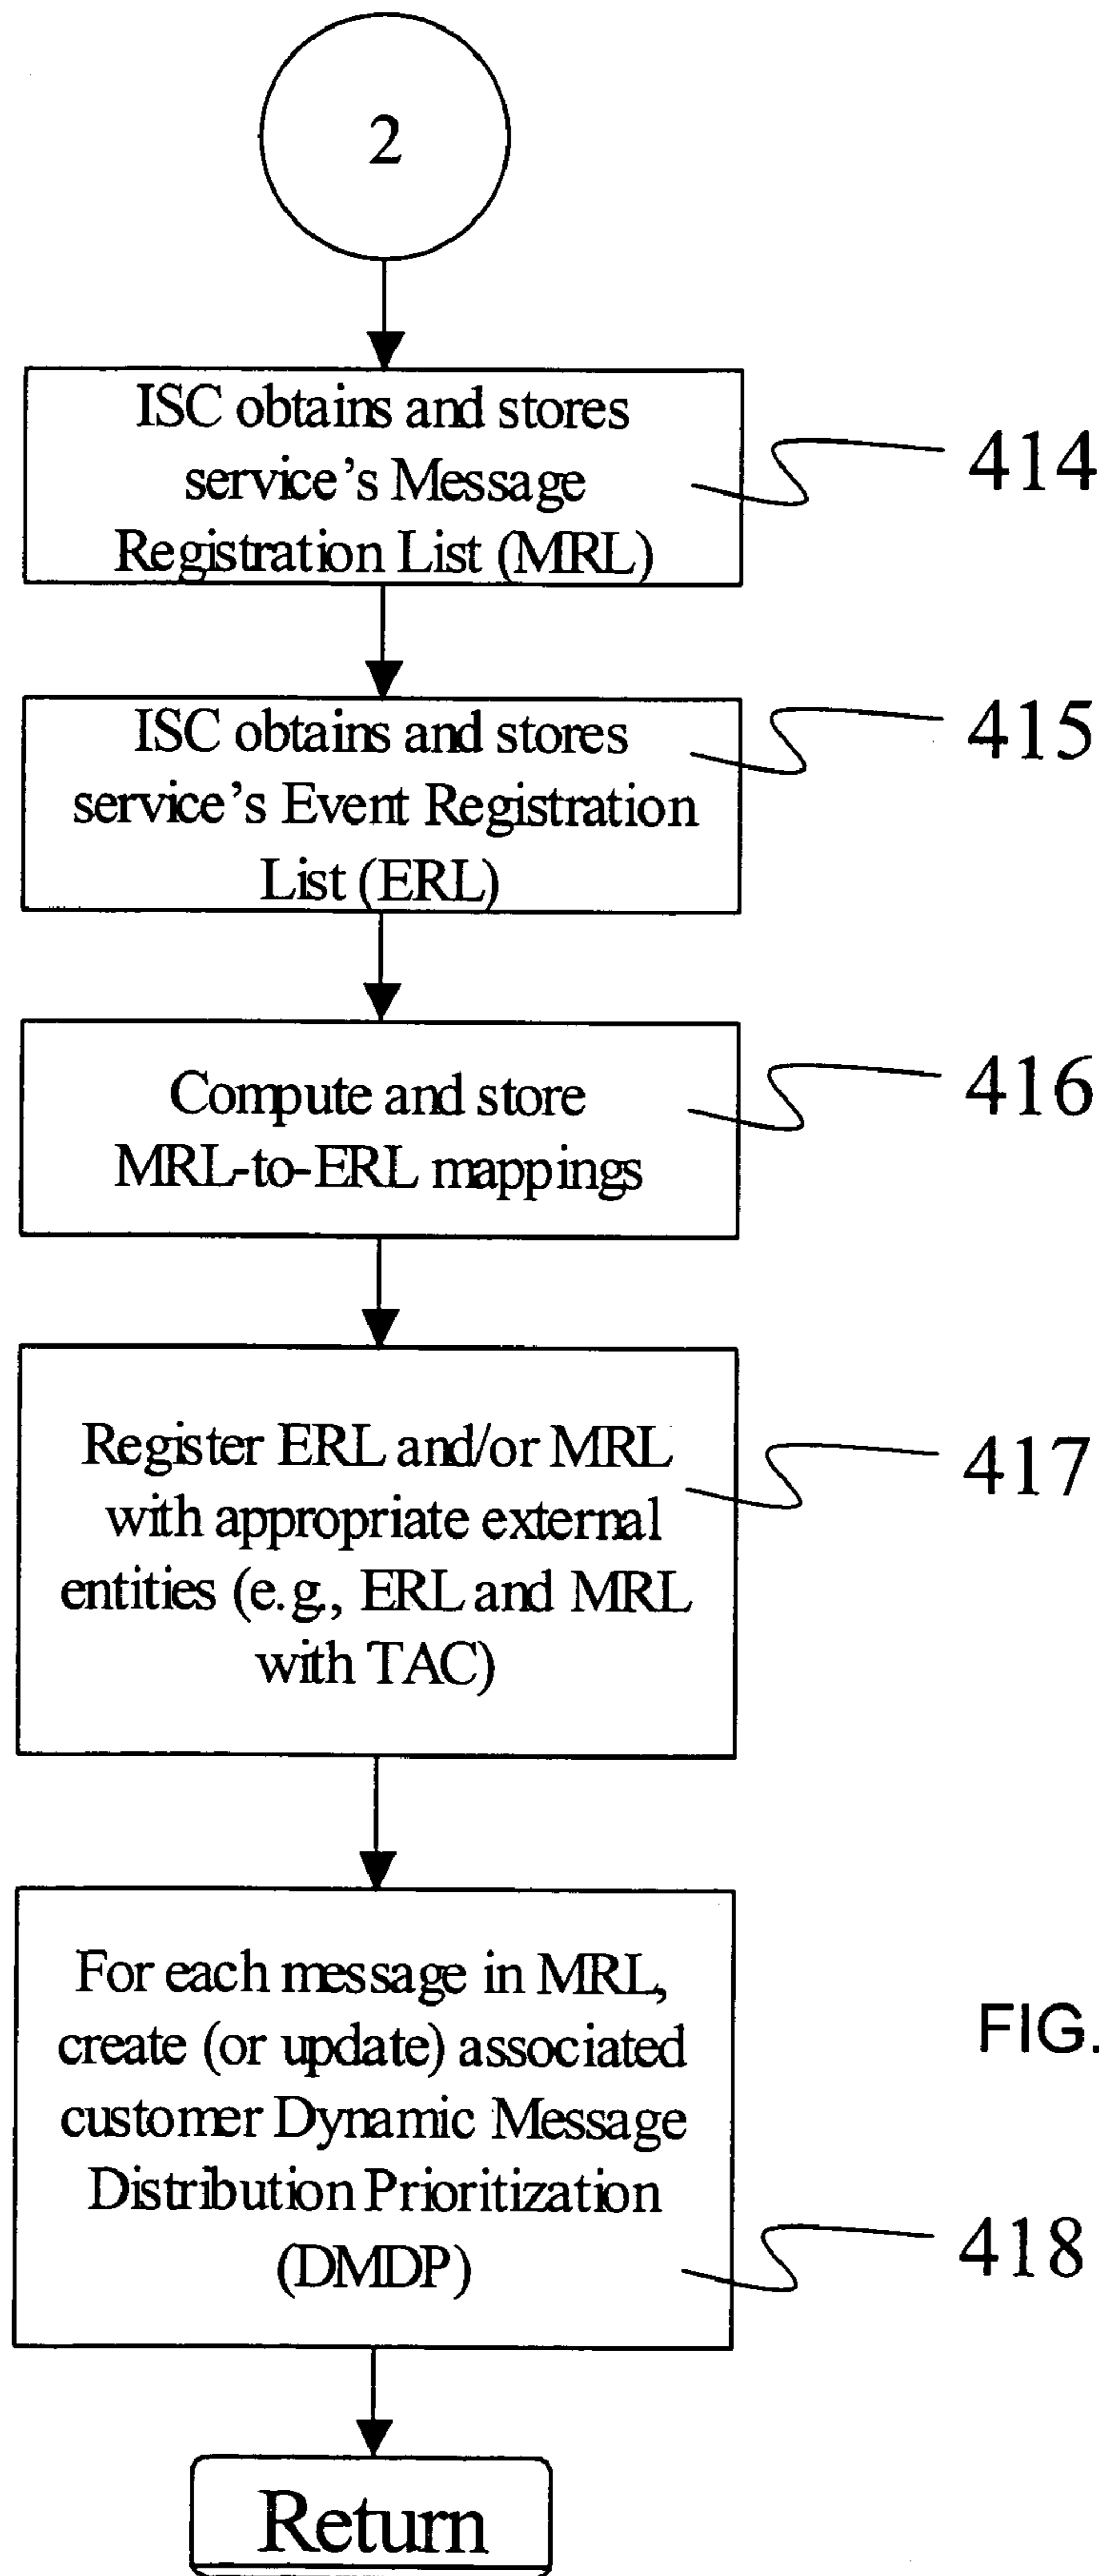 2
ISC obtains and stores
service's Message
Registration List (MRL)
414
ISC obtains and stores
service's Event Registration
List (ERL)
415
Compute and store
MRL-to-ERL mappings
416
Register ERL and/or MRL
with appropriate external
entities (e.g., ERL and MRL
with TAC)
417
For each message in MRL,
create (or update) associated
customer Dynamic Message
Distribution Prioritization
(DMDP)
418
FIG.
Return